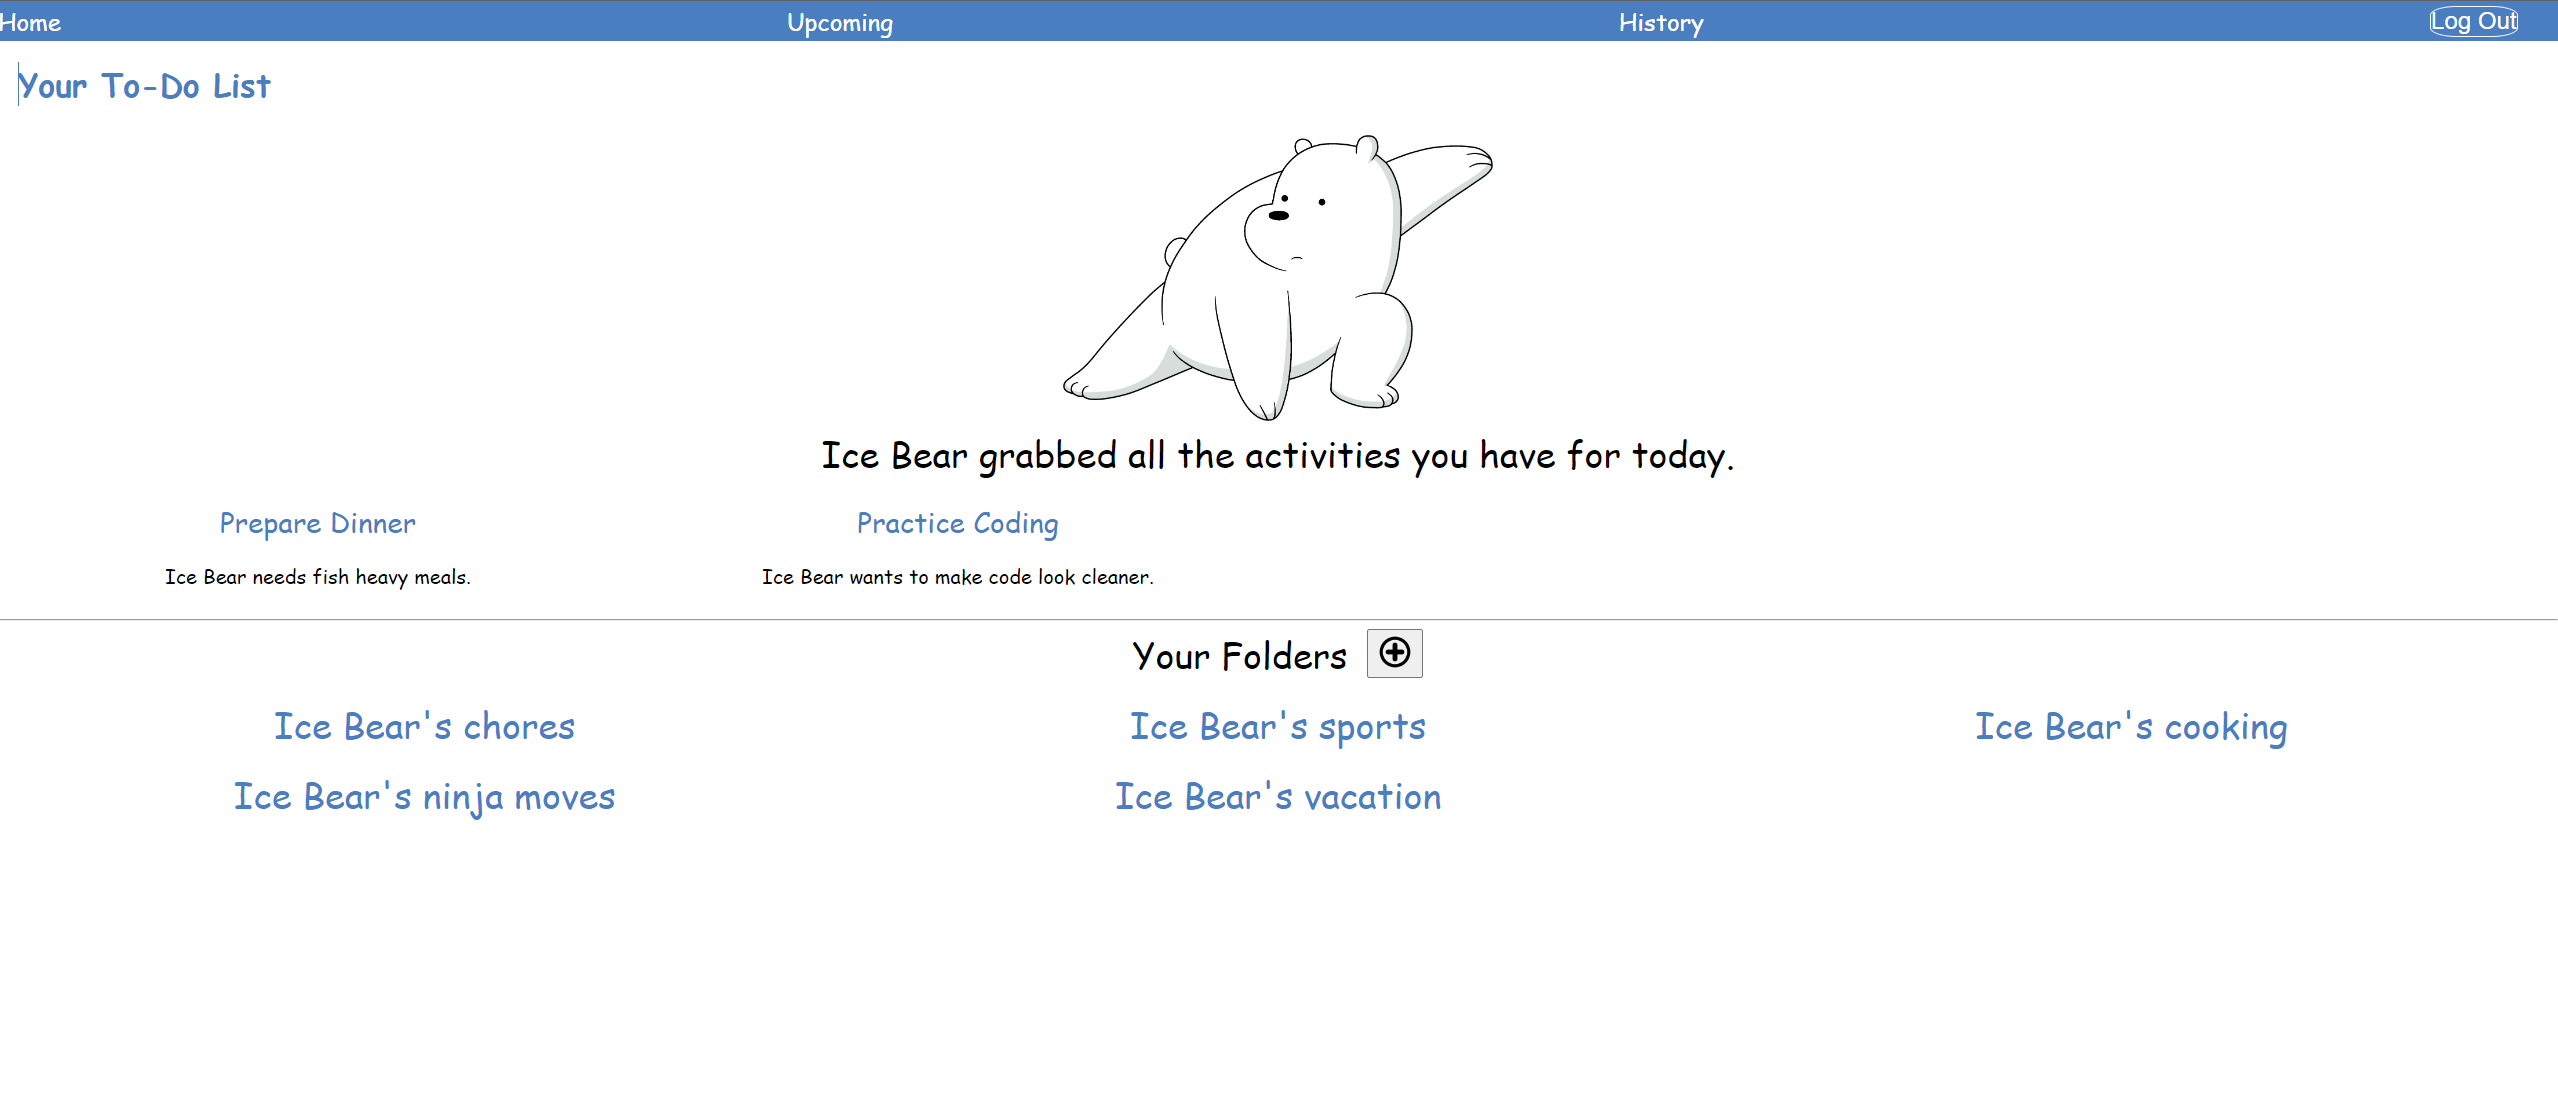 Home Upcoming History Log Out
Your To-Do List
Ice Bear grabbed all the activities you have for today.
Prepare Dinner Practice Coding
Ice Bear needs fish heavy meals. Ice Bear wants to make code look cleaner.
Your Folders
Ice Bear's chores Ice Bear's sports Ice Bear's cooking
Ice Bear's ninja moves Ice Bear's vacation